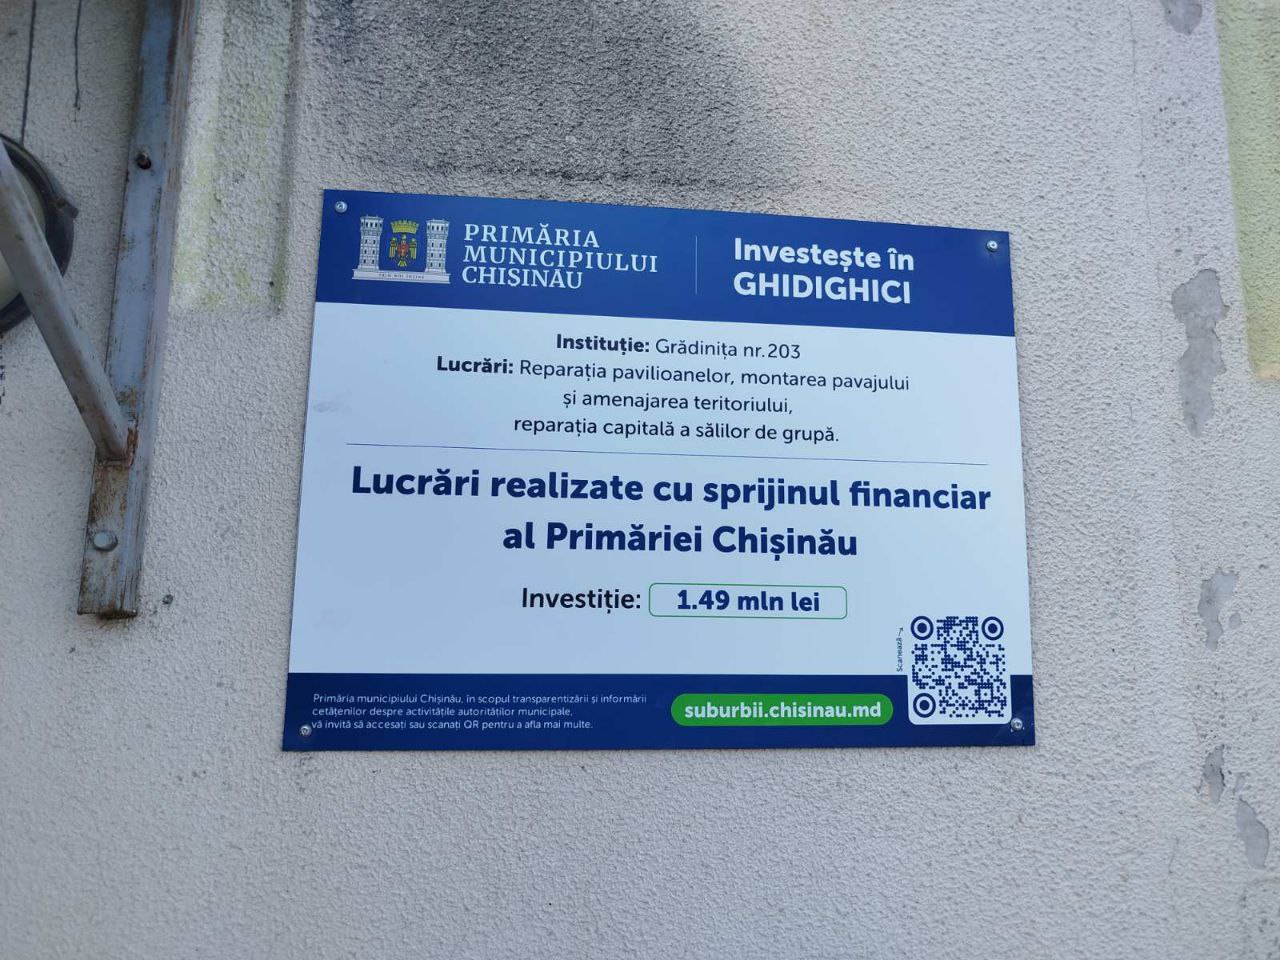 PRIMĂRIA
MUNICIPIULUI
CHIȘINĂU
Investește în
GHIDIGHICI
Instituție: Grădinița nr.203
Lucrări: Reparația pavilioanelor, montarea pavajului
și amenajarea teritoriului,
reparația capitală a sălilor de grupă.
Lucrări realizate cu sprijinul financiar
al Primăriei Chișinău
Investiție: 1.49 mln lei
Scanează
Primăria municipiului Chișinău, în scopul transparentizării și informării
cetățenilor despre activitățile autorităților municipale,
vă invită să accesați sau scanați QR pentru a afla mai multe.
suburbii.chisinau.md